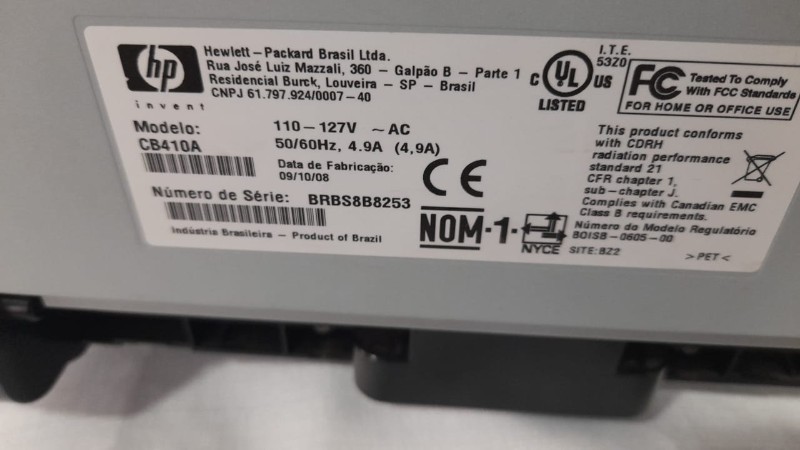 hp
invent
Hewlett-Packard Brasil Ltda.
Rua José Luiz Mazzali, 360 - Galpão B - Parte 1
Residencial Burck, Louveira - SP - Brasil
CNPJ 61.797.924/0007-40
Modelo:
CB410A
110-127V ~AC
50/60Hz, 4.9A (4,9A)
Data de Fabricação:
09/10/08
Número de Série: BRBS8B8253
Indústria Brasileira - Product of Brazil
I.T.E.
5320
C UL US
LISTED
FC Tested To Comply
With FCC Standards
FOR HOME OR OFFICE USE
CE
NOM-1-
NYCE
This product conforms
with CDRH
radiation performance
standard 21
CFR chapter 1,
sub-chapter J.
Complies with Canadian EMC
Class B requirements.
Número do Modelo Regulatório
BOISB-0605-00
SITE:BZ2
>PET<